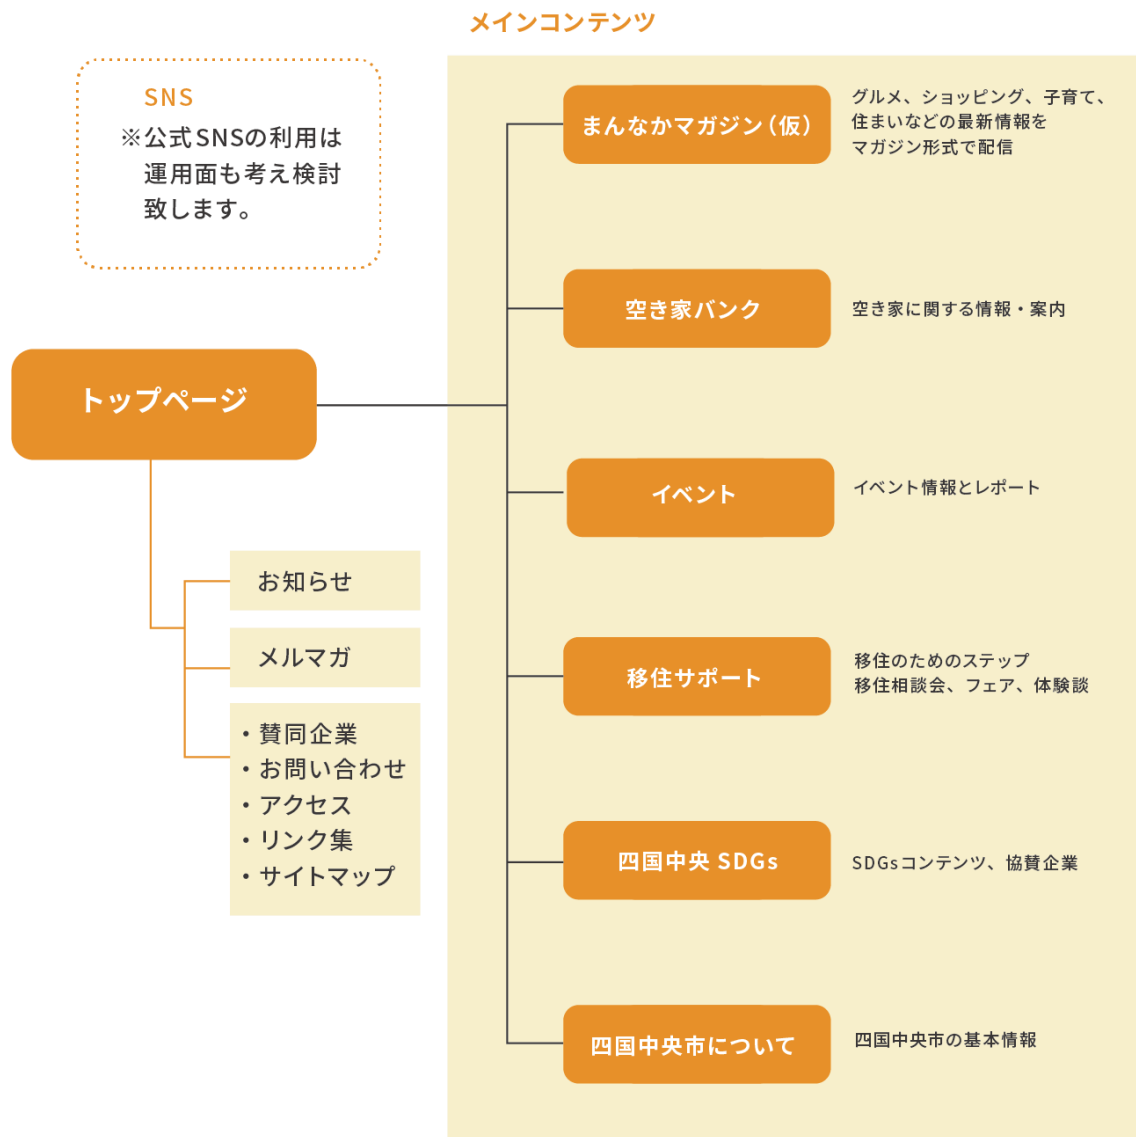 メインコンテンツ
SNS
※公式SNSの利用は
運用面も考え検討
致します。
トップページ
お知らせ
メルマガ
・賛同企業
・お問い合わせ
・アクセス
・リンク集
・サイトマップ
まんなかマガジン（仮）
グルメ、ショッピング、子育て、
住まいなどの最新情報を
マガジン形式で配信
空き家バンク
空き家に関する情報・案内
イベント
イベント情報とレポート
移住サポート
移住のためのステップ
移住相談会、フェア、体験談
四国中央 SDGs
SDGsコンテンツ、協賛企業
四国中央市について
四国中央市の基本情報